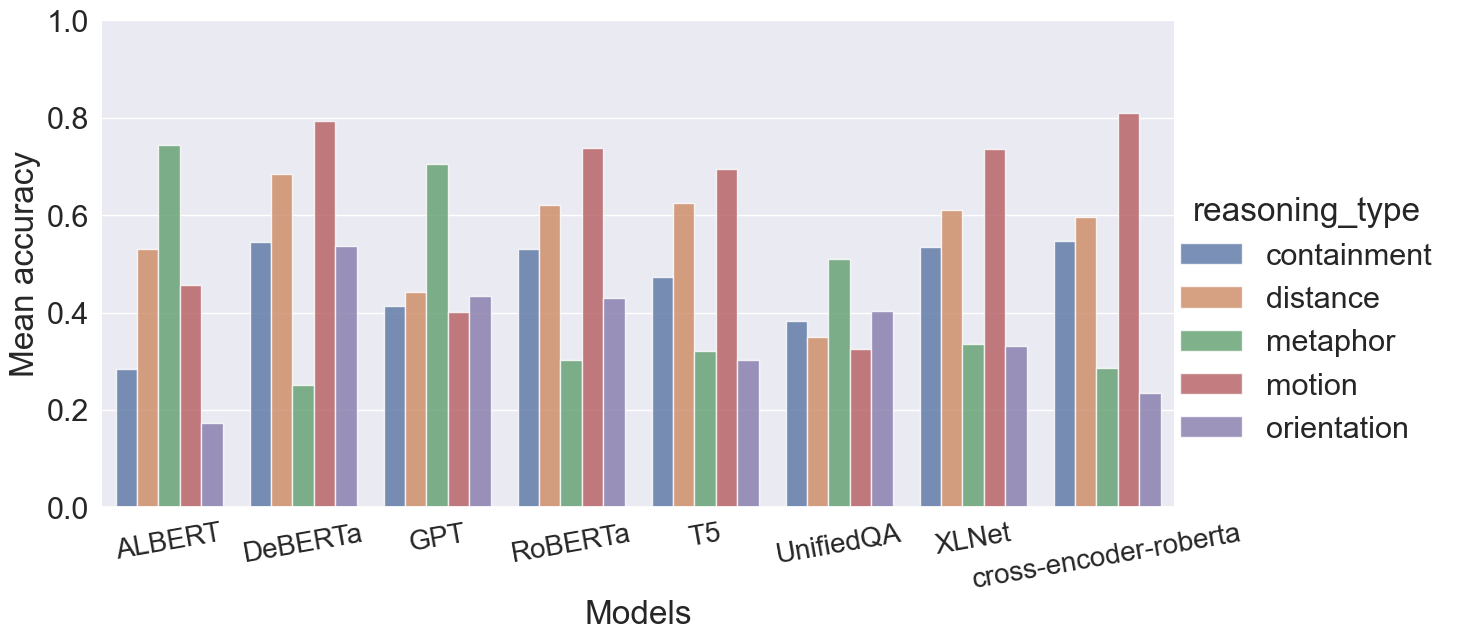 Mean accuracy
1.0
0.8
0.6
0.4
0.2
0.0
ALBERT
DeBERTa
GPT
RoBERTa
T5
UnifiedQA
XLNet
cross-encoder-roberta
Models
reasoning_type
containment
distance
metaphor
motion
orientation